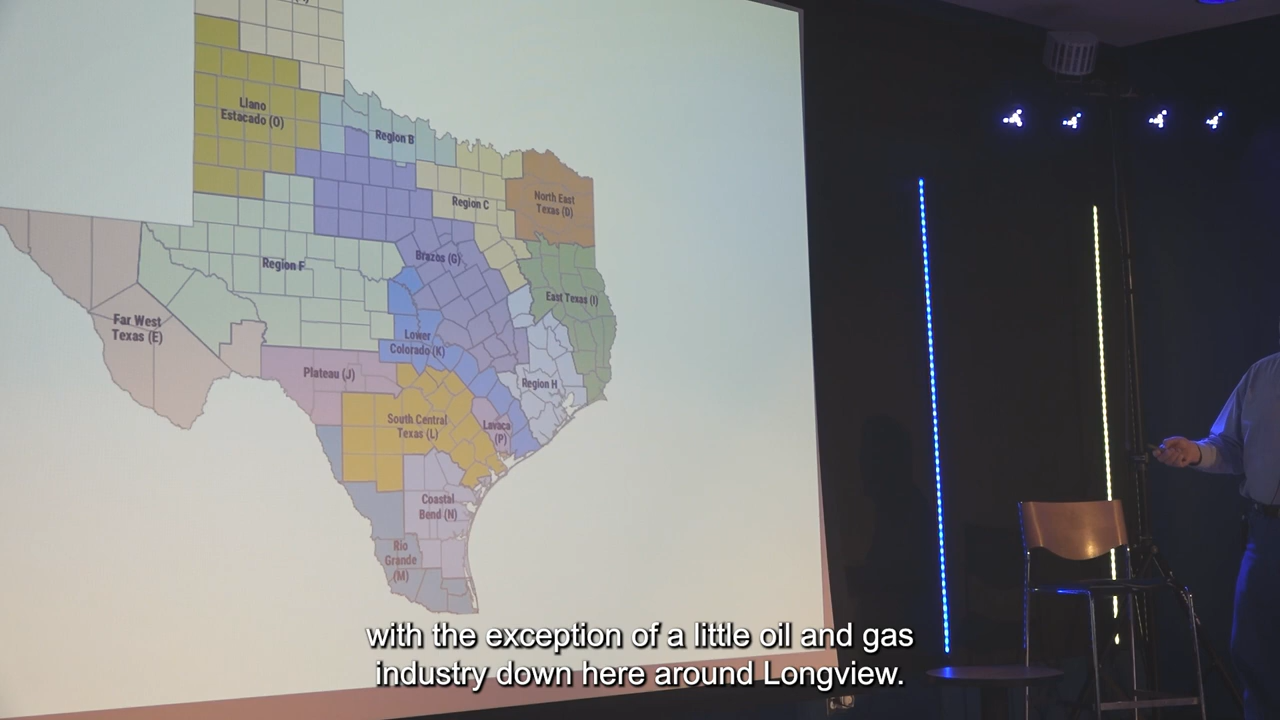 Llano
Estacado (O)
Region B
North East
Texas (D)
Region C
Brazos (G)
Region F
East Texas (I)
Far West
Texas (E)
Lower
Colorado (K)
Plateau (J)
Region H
South Central
Texas (L)
Lavaca
(P)
Coastal
Bend (N)
Rio
Grande
(M)
with the exception of a little oil and gas
industry down here around Longview.